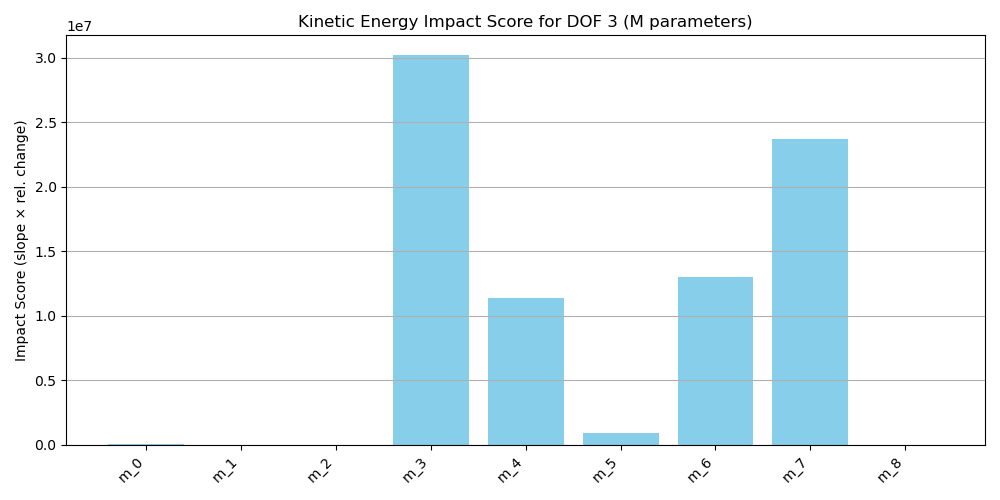 Kinetic Energy Impact Score for DOF 3 (M parameters)
1e7
Impact Score (slope × rel. change)
3.0
2.5
2.0
1.5
1.0
0.5
0.0
m_0
m_1
m_2
m_3
m_4
m_5
m_6
m_7
m_8